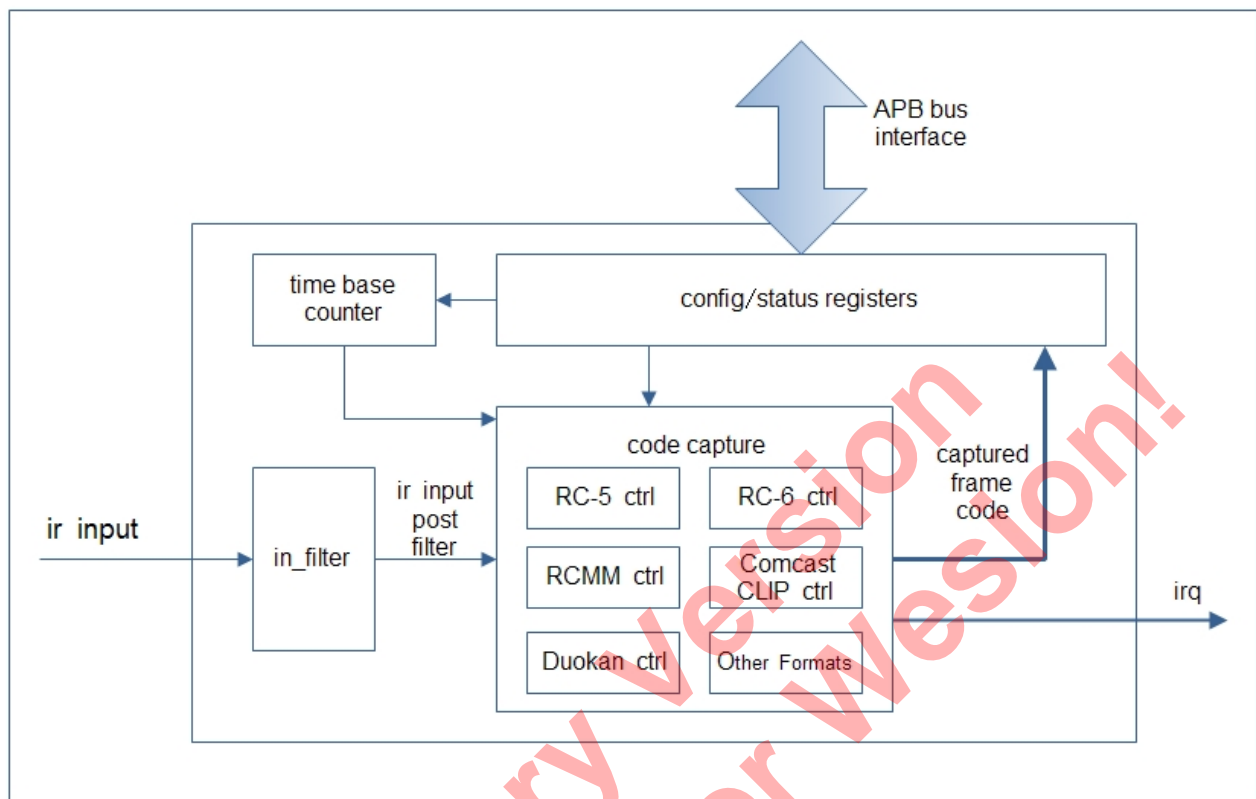 APB bus
interface
time base
counter
config/status registers
code capture
captured
frame
code
RC-5 ctrl
RC-6 ctrl
ir input
post
filter
ir input
in_filter
RCMM ctrl
Comcast
CLIP ctrl
irq
Duokan ctrl
Other Formats
ry Version
er Wesion!